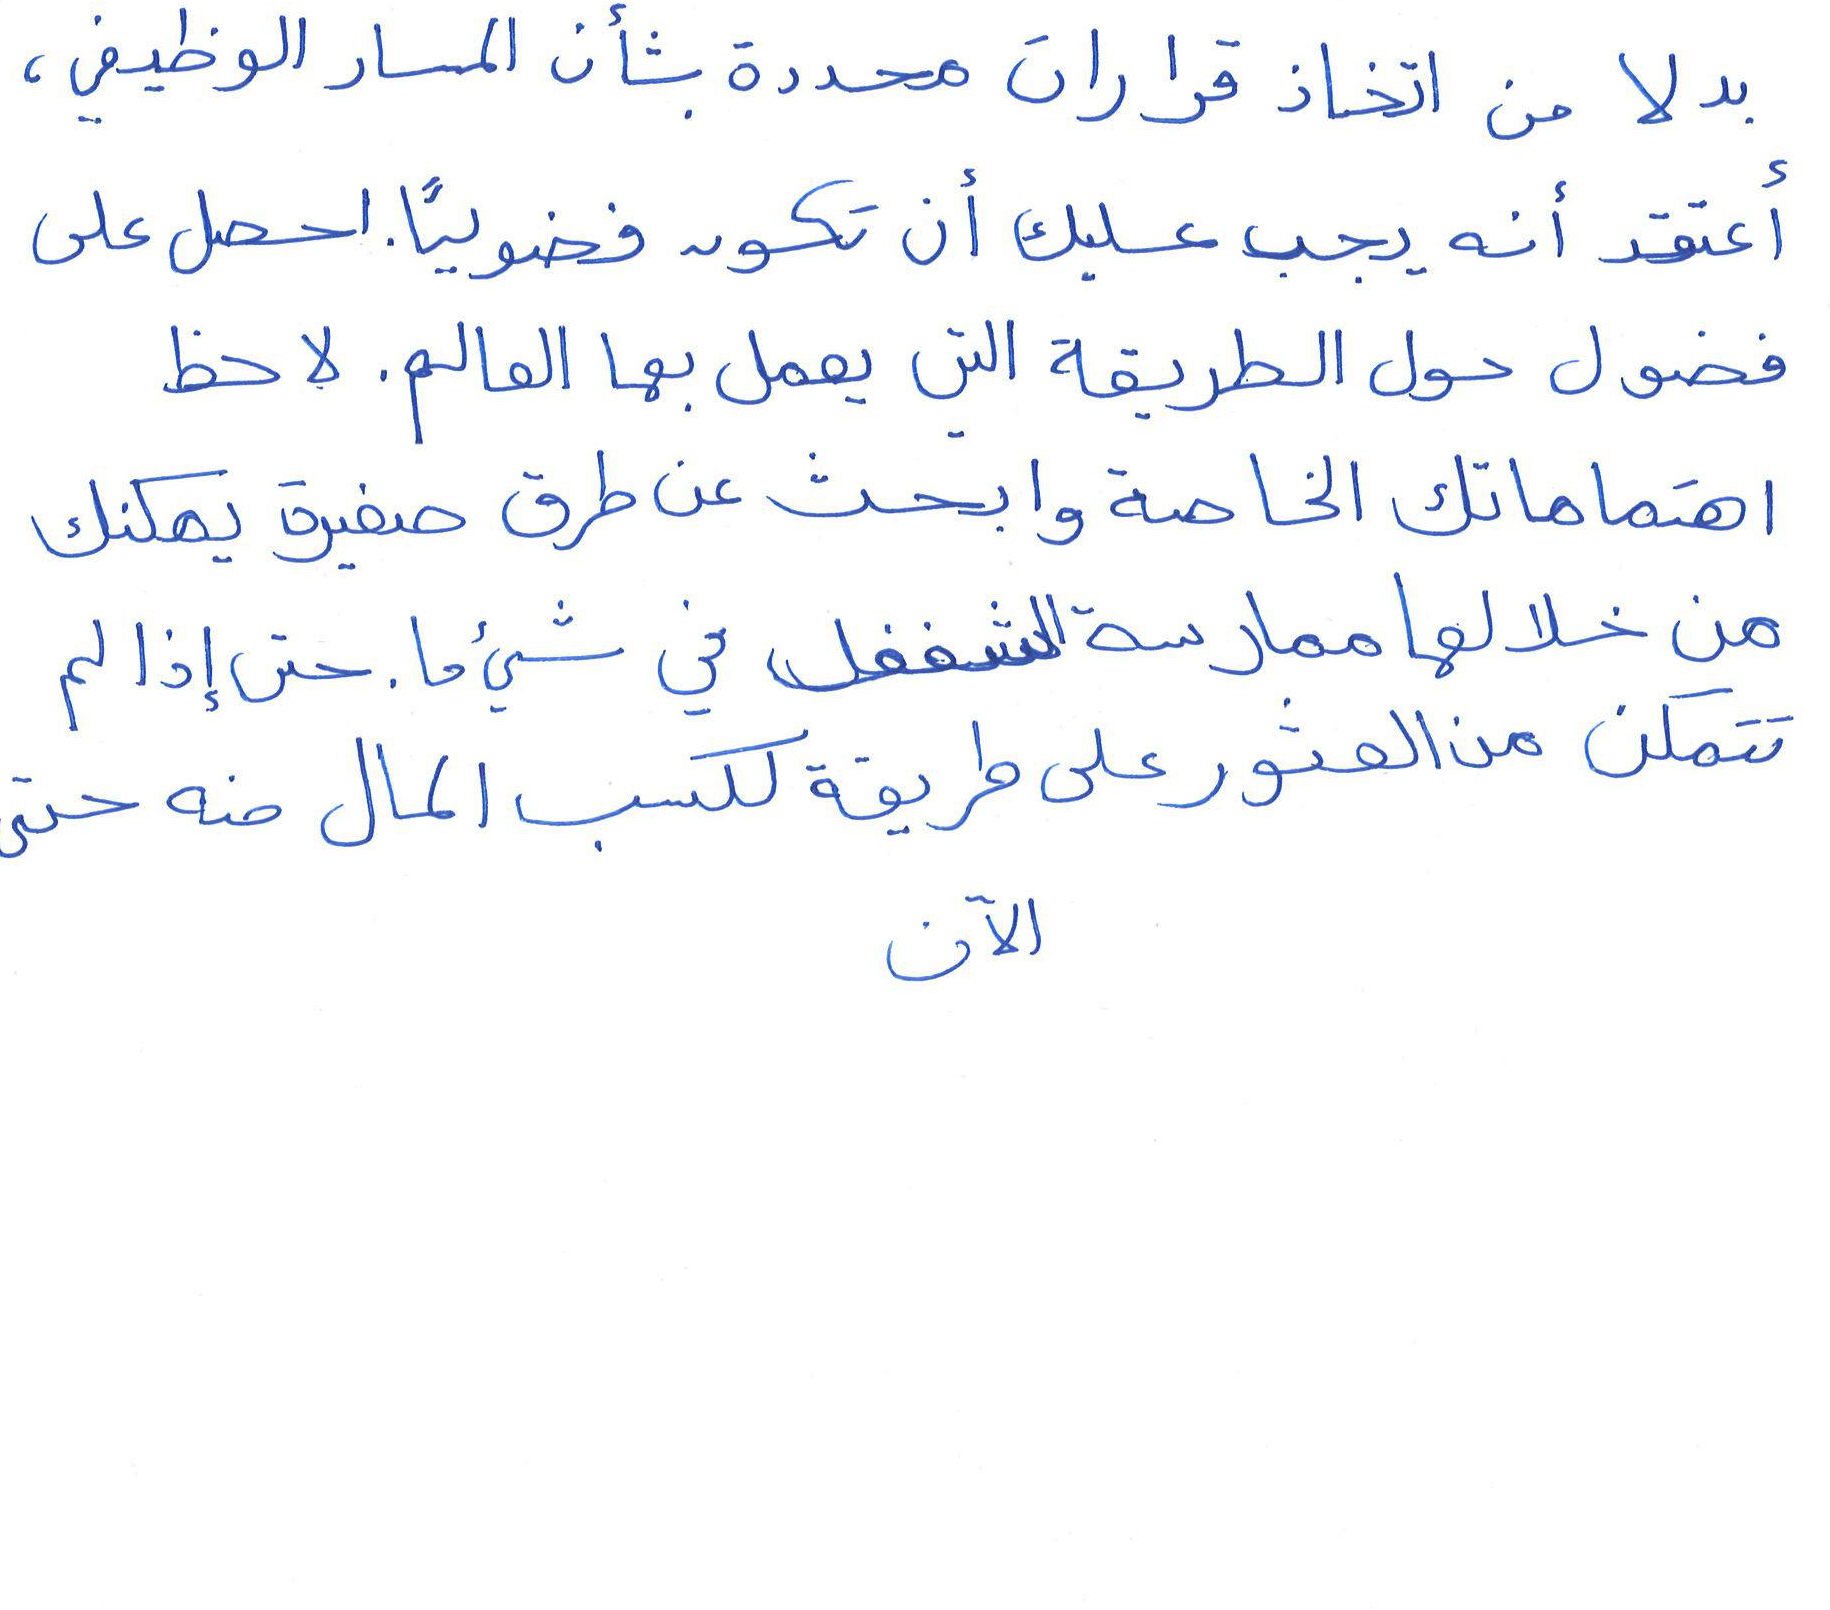 بدلا من اتخاذ قرارات محددة بشأن المسار الوظيفي،
أعتقد أنه يجب عليك أن تكون فضوليًا. احصل على
فضول حول الطريقة التي يعمل بها العالم. لاحظ
اهتماماتك الخاصة وابحث عن طرق صغيرة يمكنك
من خلالها ممارسة في شيء ما. حتى إذا لم
تتمكن من العثور على طريقة لكسب المال منه حتى
الآن